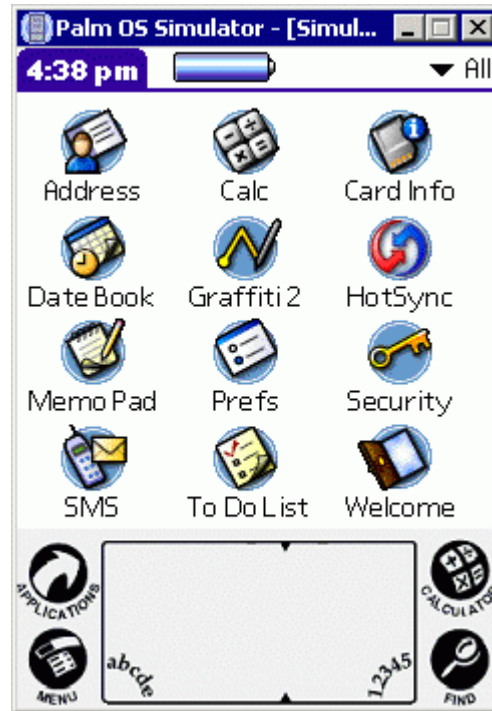 Palm OS Simulator - [Simul...
4:38 pm All
Address Calc Card Info
Date Book Graffiti 2 HotSync
Memo Pad Prefs Security
SMS To Do List Welcome
APPLICATIONS CALCULATOR
abcde 12345
MENU FIND